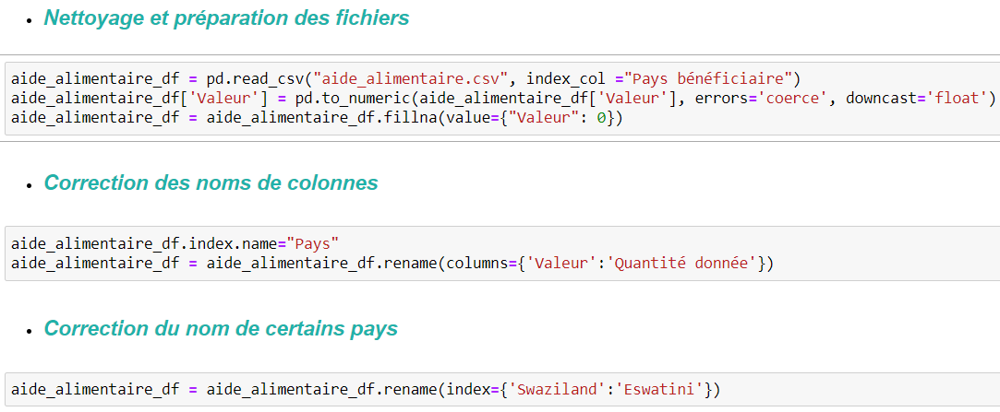 Nettoyage et préparation des fichiers
aide_alimentaire_df = pd.read_csv("aide_alimentaire.csv", index_col ="Pays bénéficiaire")
aide_alimentaire_df['Valeur'] = pd.to_numeric(aide_alimentaire_df['Valeur'], errors='coerce', downcast='float')
aide_alimentaire_df = aide_alimentaire_df.fillna(value={"Valeur": 0})
Correction des noms de colonnes
aide_alimentaire_df.index.name="Pays"
aide_alimentaire_df = aide_alimentaire_df.rename(columns={'Valeur':'Quantité donnée'})
Correction du nom de certains pays
aide_alimentaire_df = aide_alimentaire_df.rename(index={'Swaziland':'Eswatini'})